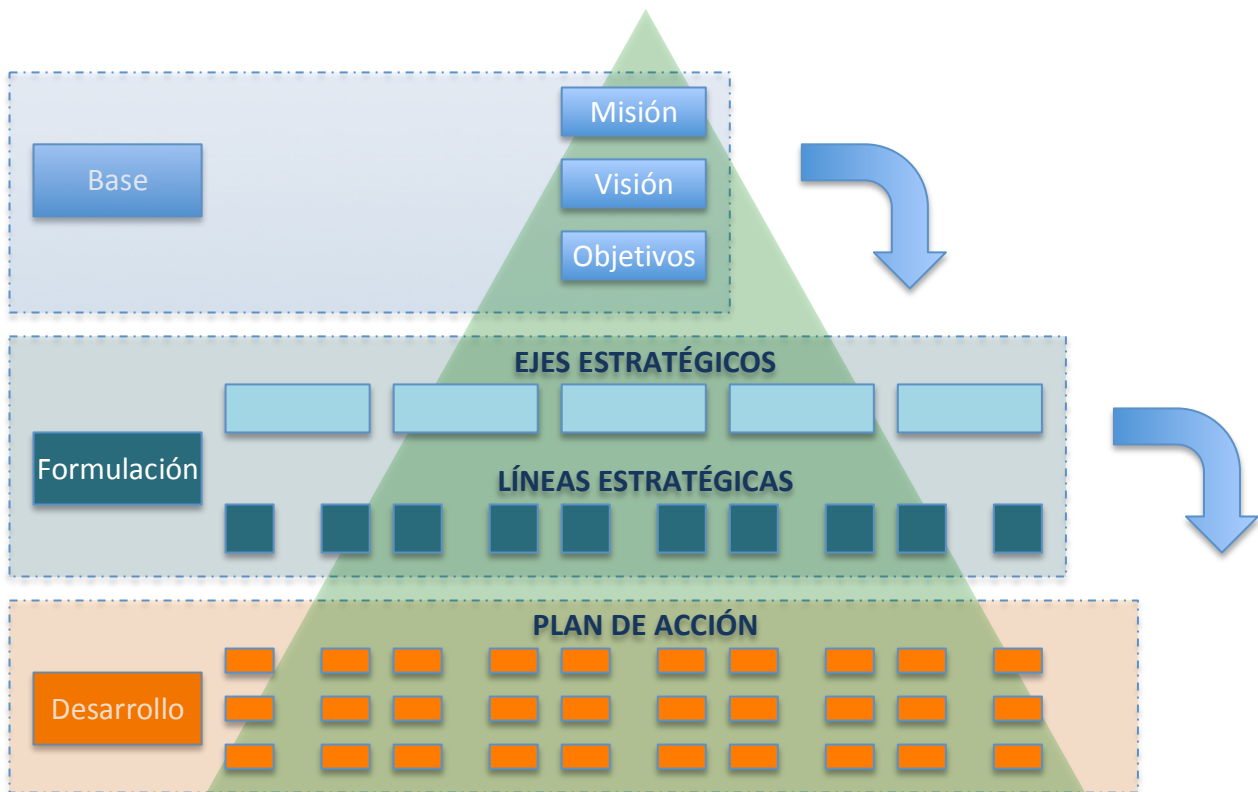 Base
Misión
Visión
Objetivos
EJES ESTRATÉGICOS
Formulación
LÍNEAS ESTRATÉGICAS
PLAN DE ACCIÓN
Desarrollo